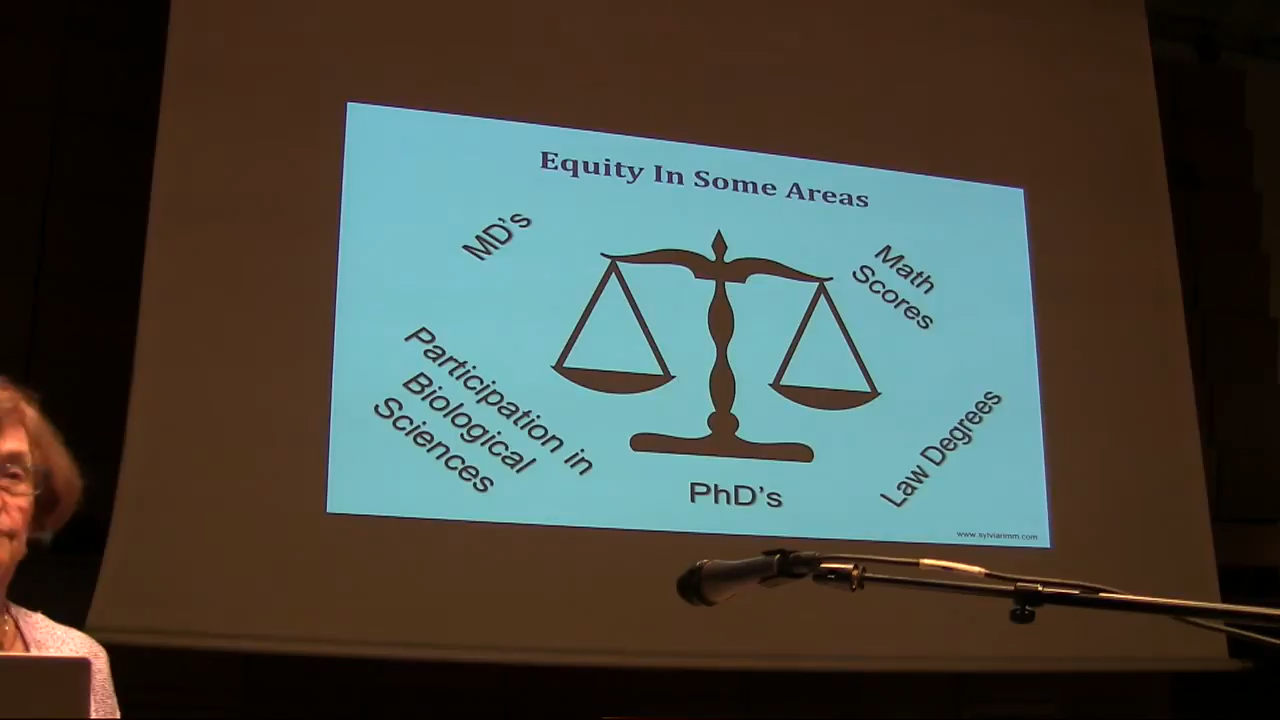 Equity In Some Areas
MD's
Math
Scores
Participation in
Biological
Sciences
Law Degrees
PhD's
www.sylviarimm.com